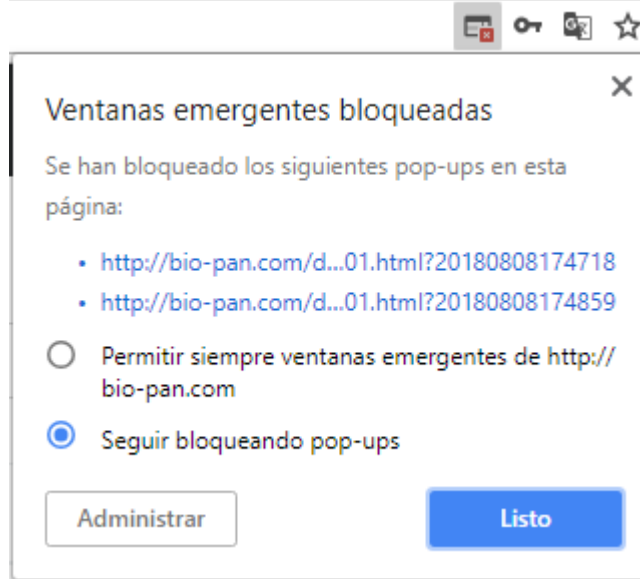 Ventanas emergentes bloqueadas
Se han bloqueado los siguientes pop-ups en esta
página:
• http://bio-pan.com/d...01.html?20180808174718
• http://bio-pan.com/d...01.html?20180808174859
Permitir siempre ventanas emergentes de http://
bio-pan.com
Seguir bloqueando pop-ups
Administrar
Listo